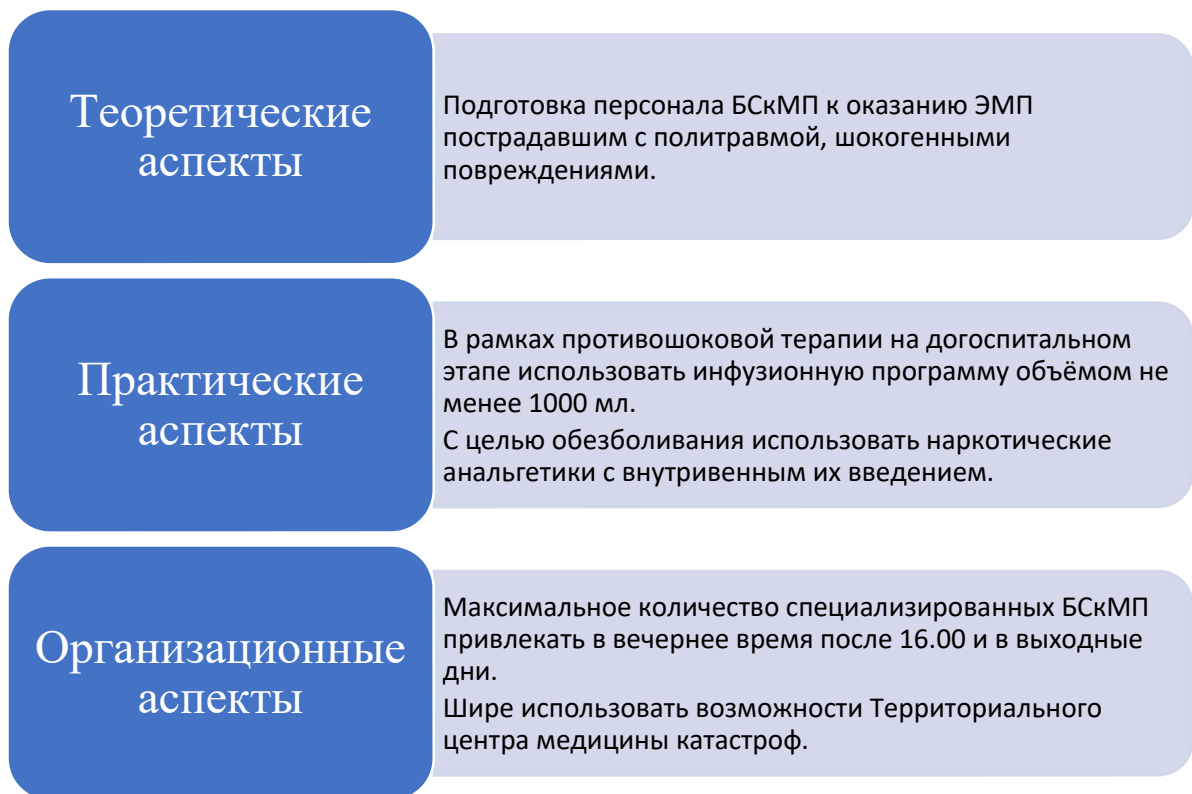 Теоретические
аспекты
Подготовка персонала БСкМП к оказанию ЭМП
пострадавшим с политравмой, шокогенными
повреждениями.
Практические
аспекты
В рамках противошоковой терапии на догоспитальном
этапе использовать инфузионную программу объёмом не
менее 1000 мл.
С целью обезболивания использовать наркотические
анальгетики с внутривенным их введением.
Организационные
аспекты
Максимальное количество специализированных БСкМП
привлекать в вечернее время после 16.00 и в выходные
дни.
Шире использовать возможности Территориального
центра медицины катастроф.